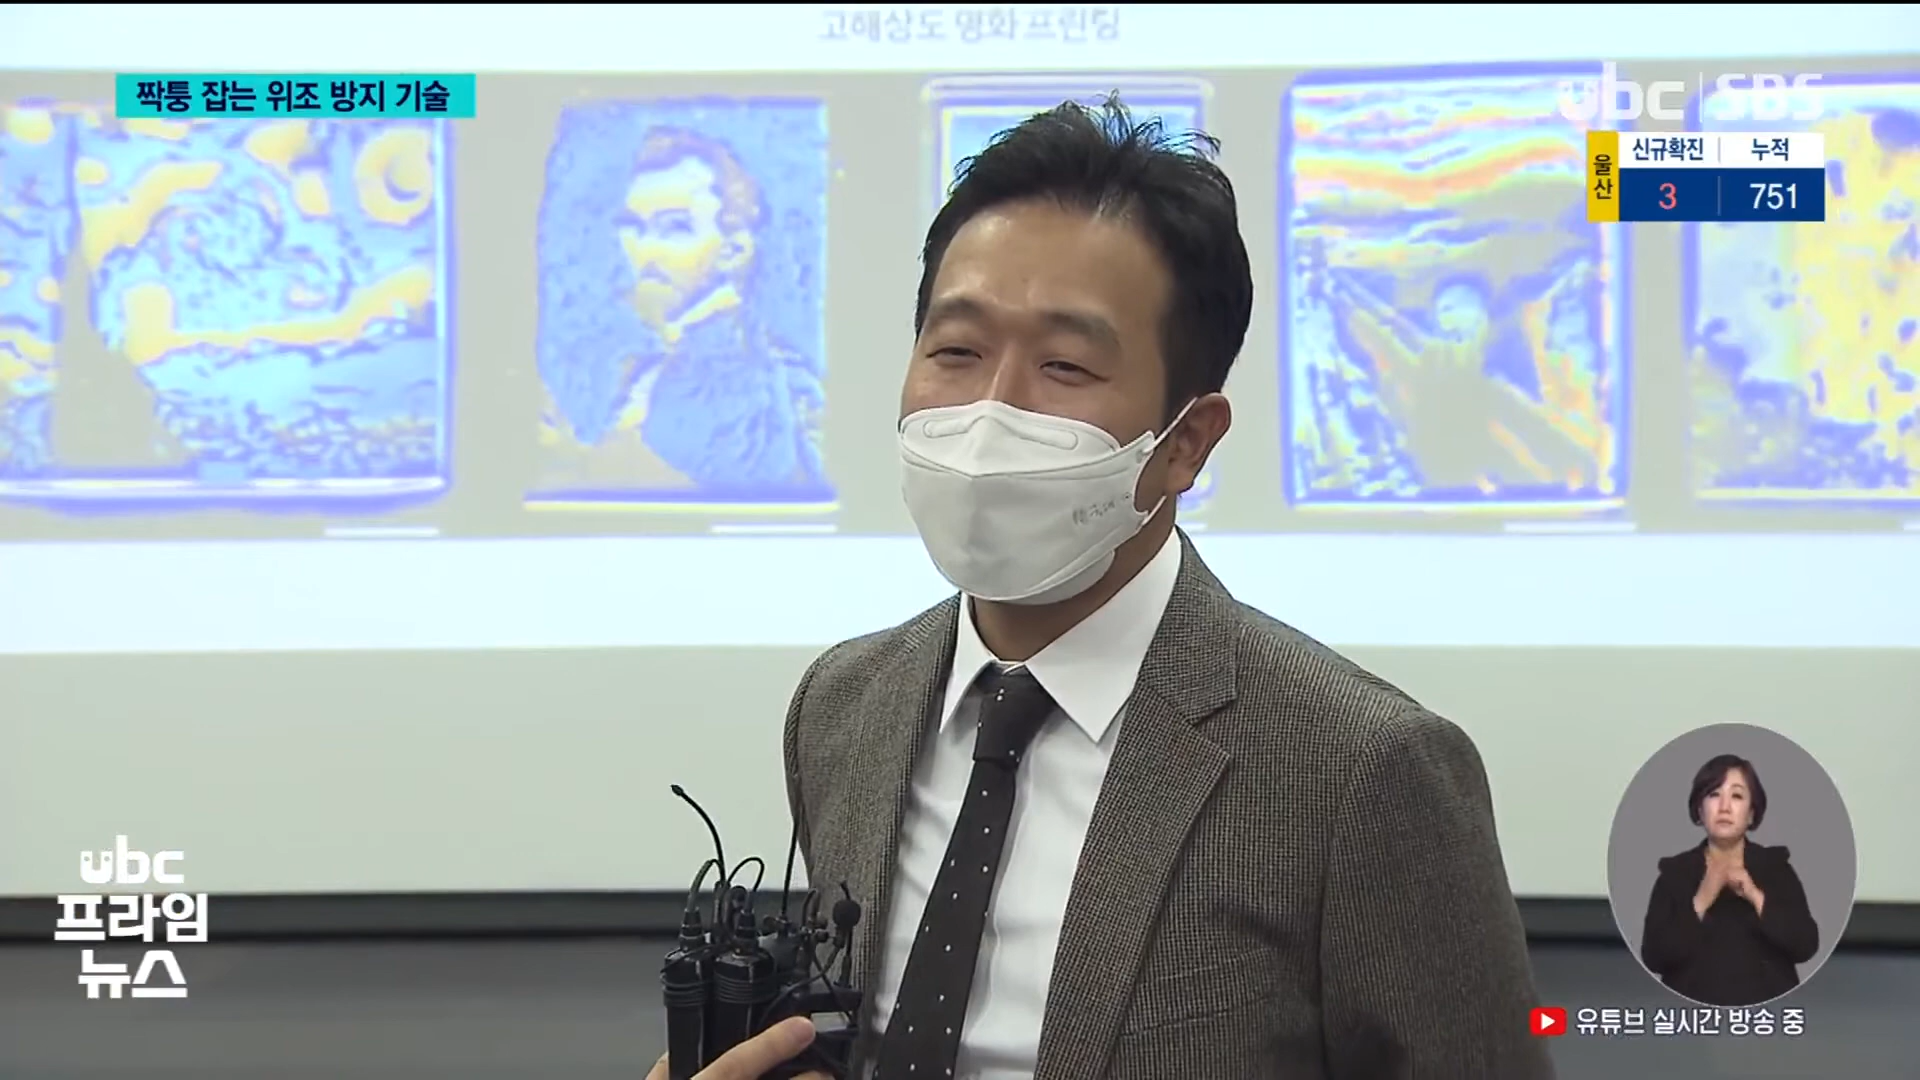 고해상도 명화 프린팅
짝퉁 잡는 위조 방지 기술
ubc SBS
울산
신규확진 누적
3 751
ubc
프라임
뉴스
유튜브 실시간 방송 중